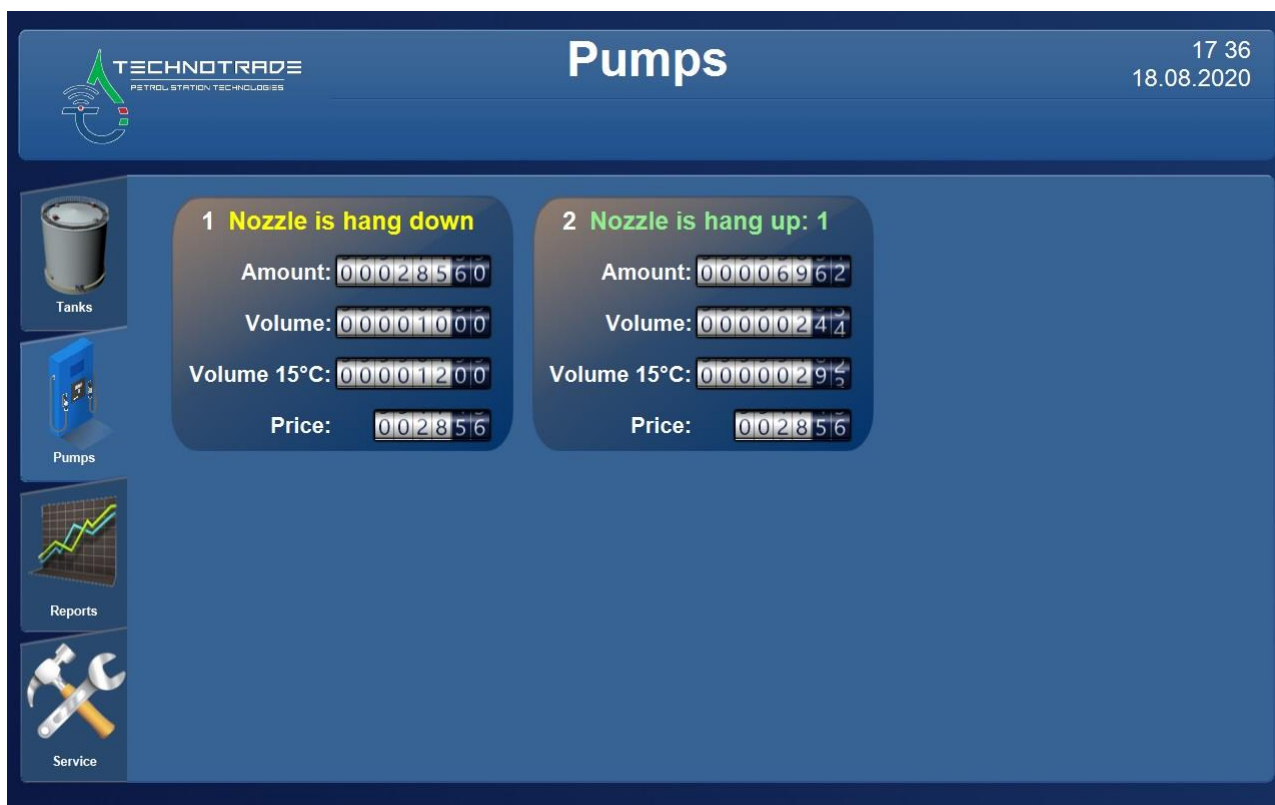 TECHNOTRADE
PETROL STATION TECHNOLOGIES
Pumps
17 36
18.08.2020
Tanks
Pumps
Reports
Service
1 Nozzle is hang down
Amount: 00028560
Volume: 00001000
Volume 15°C: 00001200
Price: 002856
2 Nozzle is hang up: 1
Amount: 00006962
Volume: 00000244
Volume 15°C: 0000029
Price: 002856